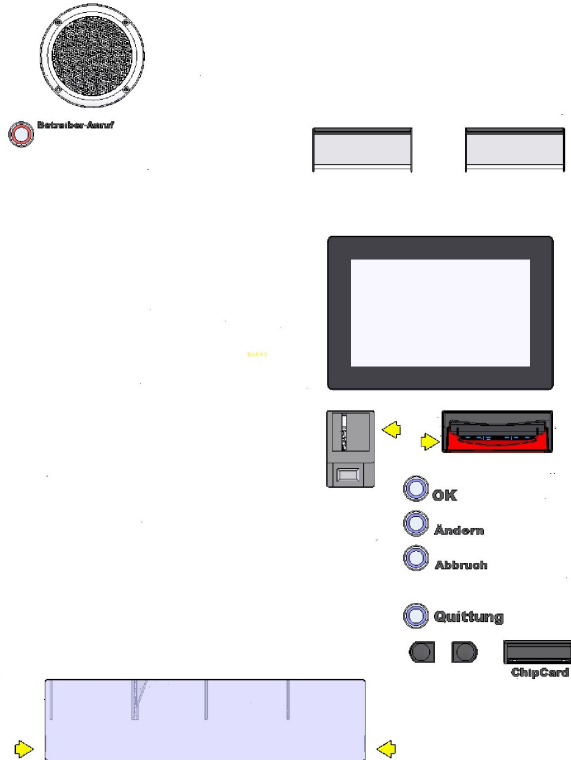 Betreiber-Anruf
OK
Ändern
Abbruch
Quittung
ChipCard